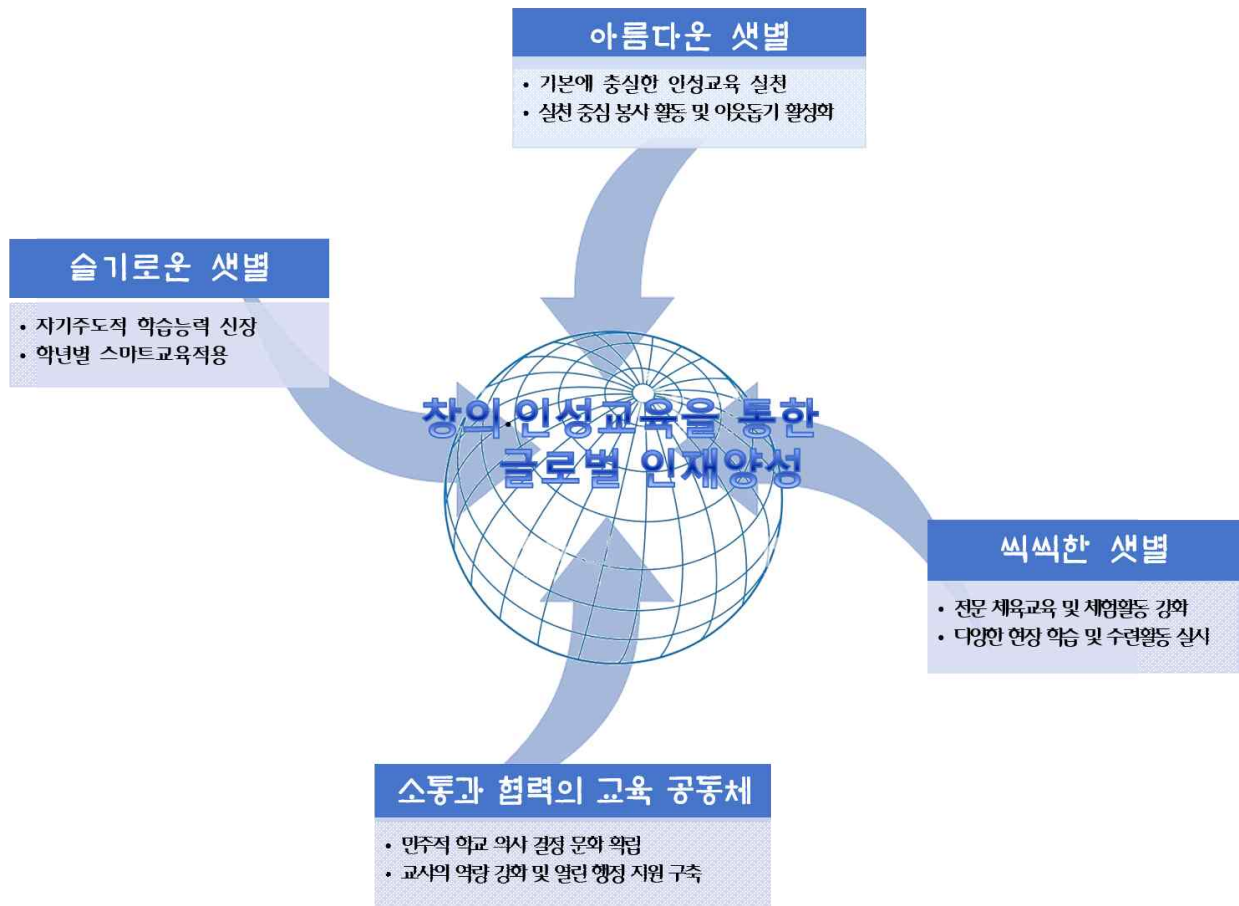 아름다운 샛별
• 기본에 충실한 인성교육 실천
• 실천 중심 봉사 활동 및 이웃돕기 활성화
슬기로운 샛별
• 자기주도적 학습능력 신장
• 학년별 스마트교육적용
창의.인성교육을 통한
글로벌 인재양성
씩씩한 샛별
• 전문 체육교육 및 체험활동 강화
• 다양한 현장 학습 및 수련활동 실시
소통과 협력의 교육 공동체
• 민주적 학교 의사 결정 문화 확립
• 교사의 역량 강화 및 열린 행정 지원 구축